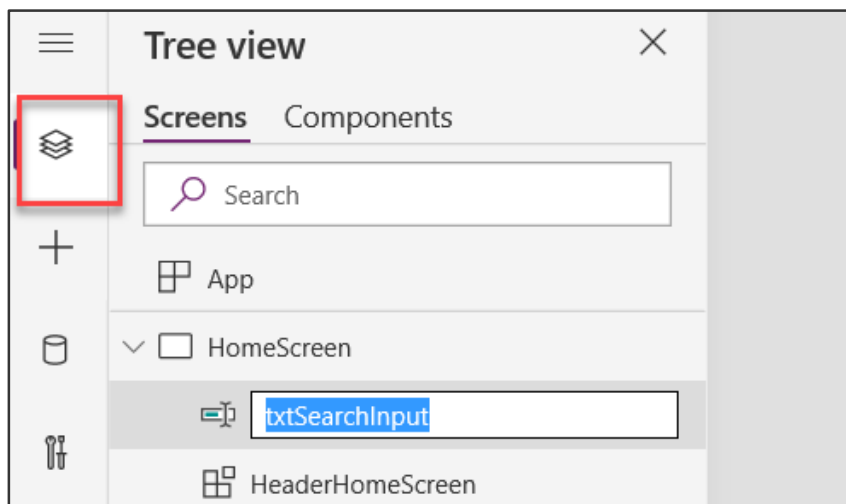 Tree view
Screens Components
Search
App
HomeScreen
txtSearchInput
HeaderHomeScreen